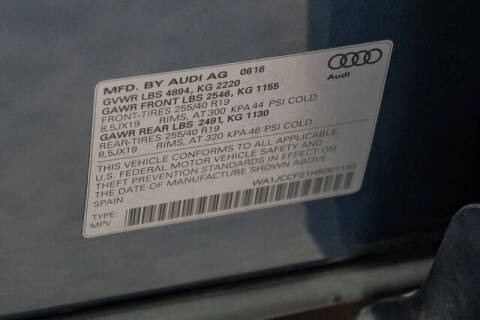 MFD. BY AUDI AG 0616
GVWR LBS 4894, KG 2220
GAWR FRONT LBS 2546, KG 1155
FRONT-TIRES 255/40 R19
8,5JX19 RIMS, AT 300 KPA 44 PSI COLD
GAWR REAR LBS 2491, KG 1130
REAR-TIRES 255/40 R19
8,5JX19 RIMS, AT 320 KPA 46 PSI COLD
THIS VEHICLE CONFORMS TO ALL APPLICABLE
U.S. FEDERAL MOTOR VEHICLE SAFETY AND
THEFT PREVENTION STANDARDS IN EFFECT ON
THE DATE OF MANUFACTURE SHOWN ABOVE
SPAIN
TYPE:
MPV
Audi